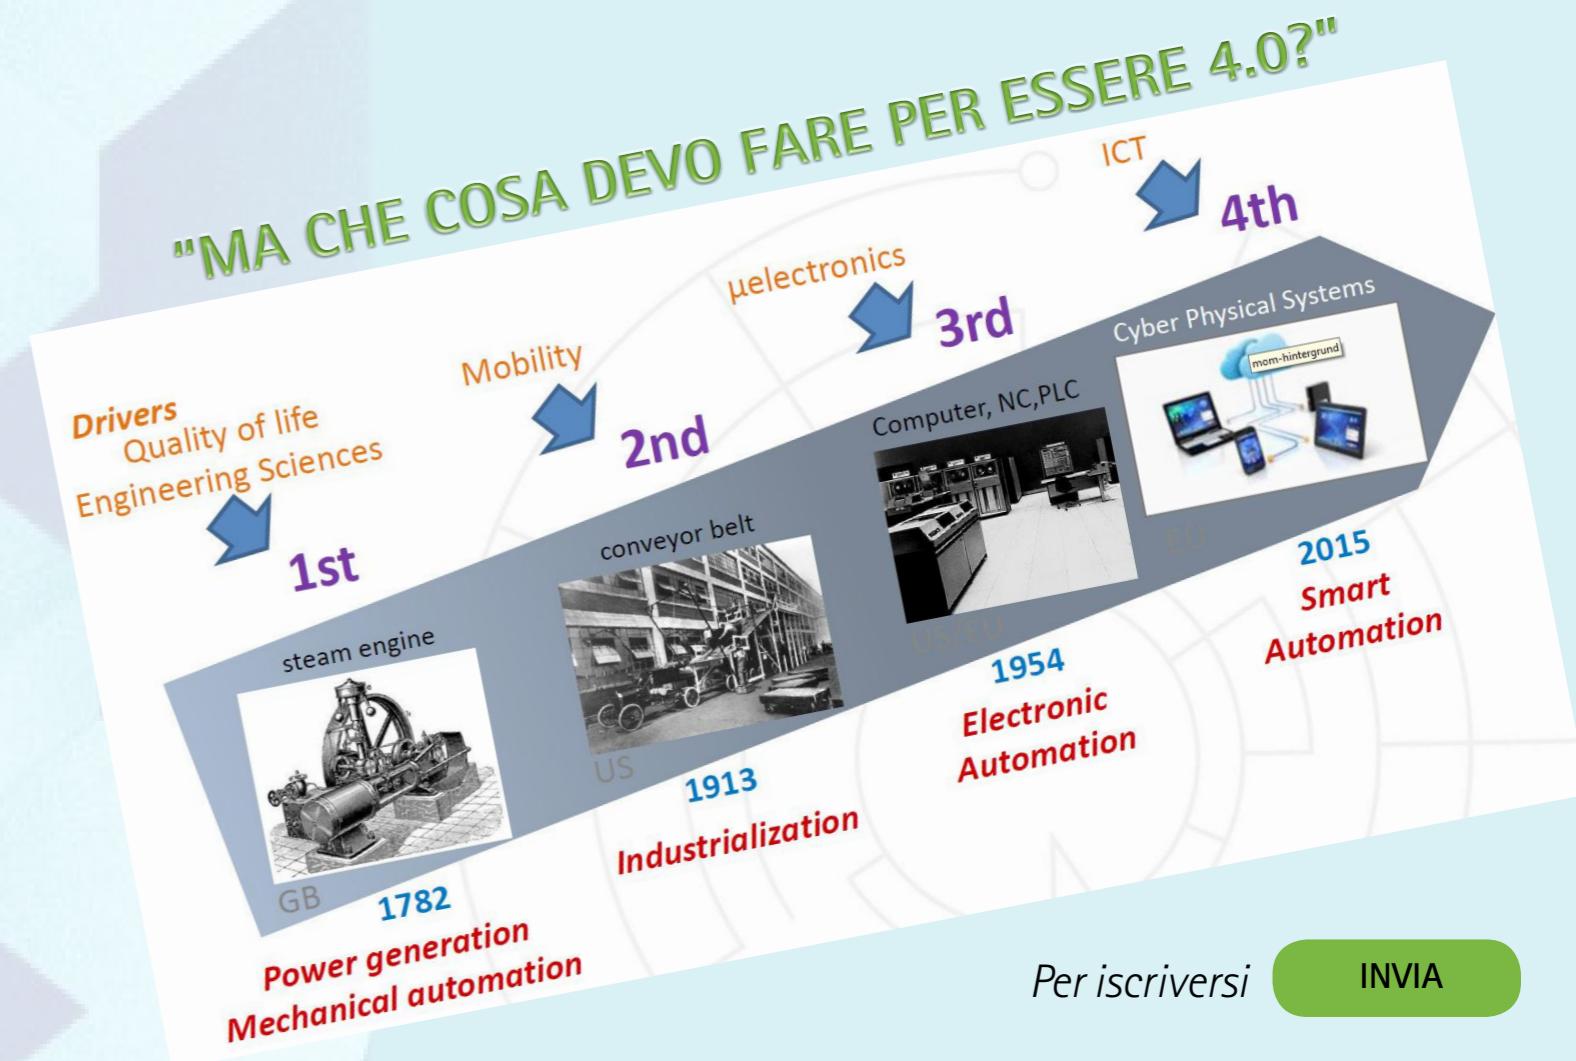 "MA CHE COSA DEVO FARE PER ESSERE 4.0?"
Drivers
Quality of life
Engineering Sciences
1st
steam engine
GB
1782
Power generation
Mechanical automation
Mobility
2nd
conveyor belt
US
1913
Industrialization
µelectronics
3rd
Computer, NC,PLC
US/EU
1954
Electronic
Automation
ICT
4th
Cyber Physical Systems
mom-hintergrund
EU
2015
Smart
Automation
Per iscriversi
INVIA